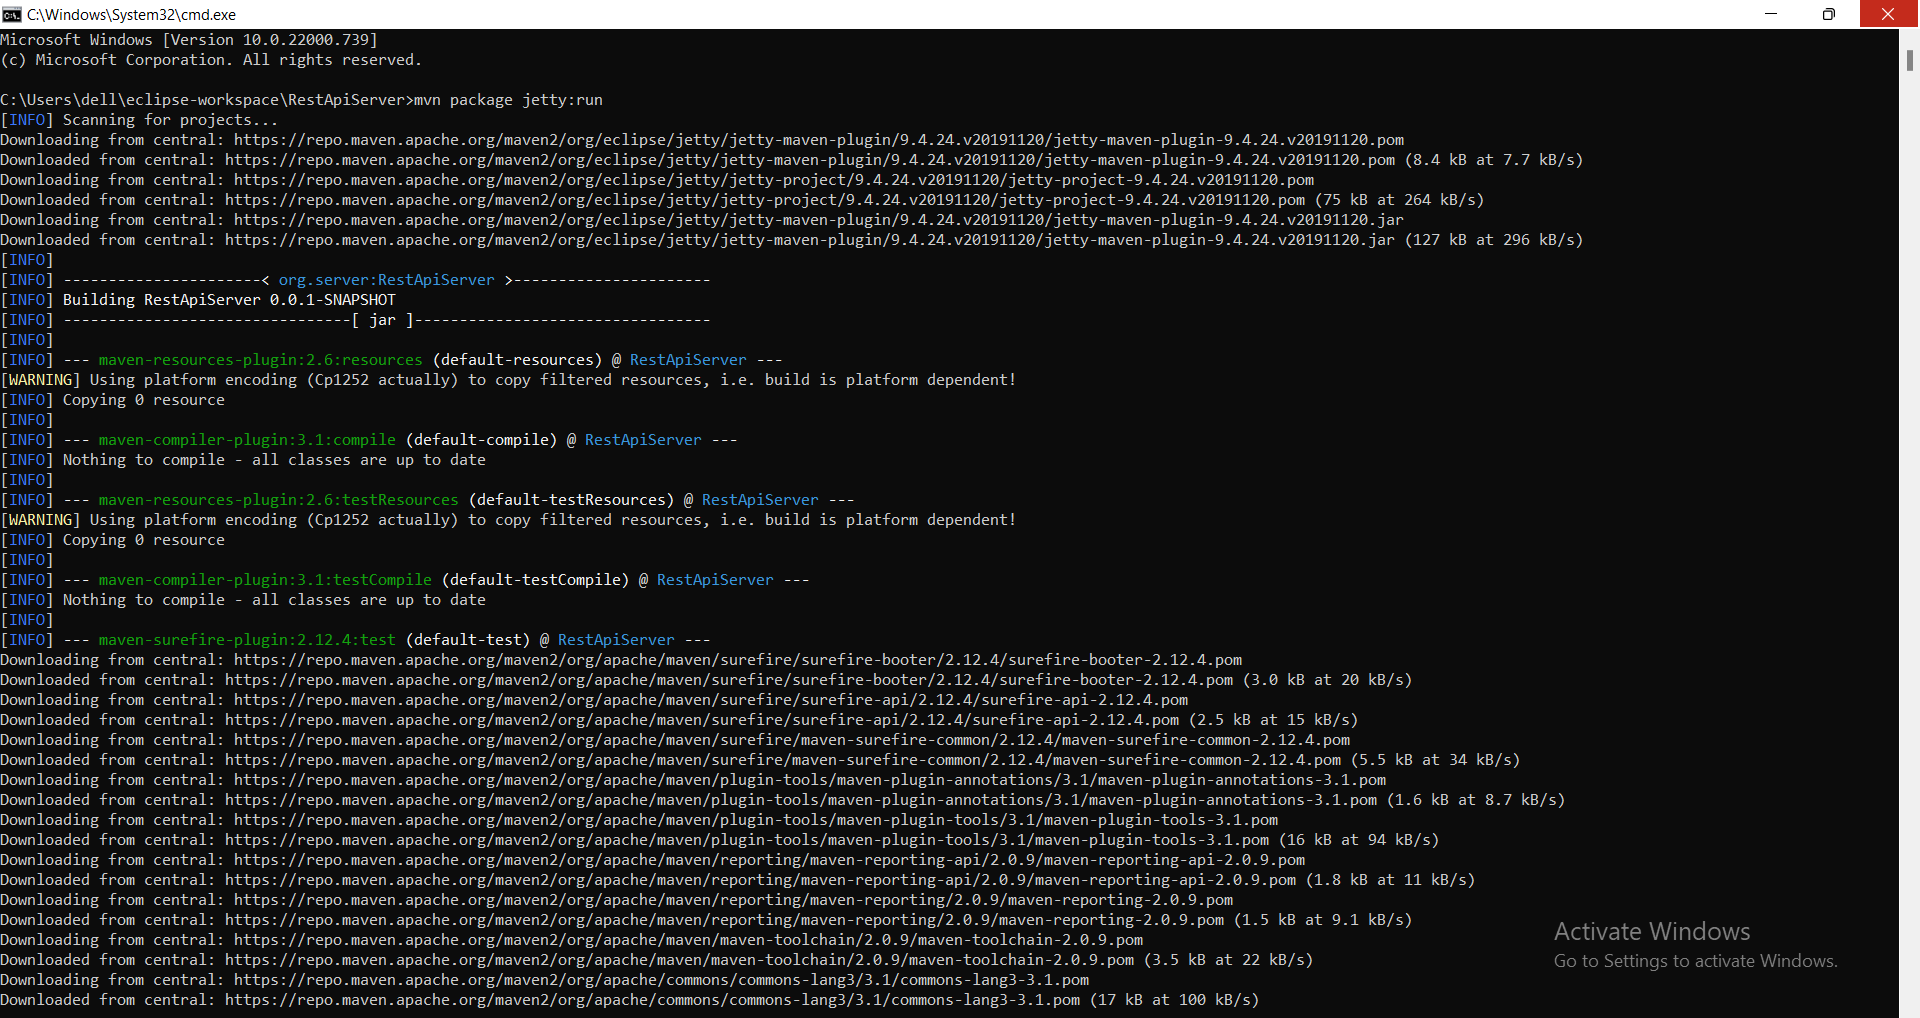 C:\Windows\System32\cmd.exe
Microsoft Windows [Version 10.0.22000.739]
(c) Microsoft Corporation. All rights reserved.
C:\Users\dell\eclipse-workspace\RestApiServer>mvn package jetty:run
[INFO] Scanning for projects...
Downloading from central: https://repo.maven.apache.org/maven2/org/eclipse/jetty/jetty-maven-plugin/9.4.24.v20191120/jetty-maven-plugin-9.4.24.v20191120.pom
Downloaded from central: https://repo.maven.apache.org/maven2/org/eclipse/jetty/jetty-maven-plugin/9.4.24.v20191120/jetty-maven-plugin-9.4.24.v20191120.pom (8.4 kB at 7.7 kB/s)
Downloading from central: https://repo.maven.apache.org/maven2/org/eclipse/jetty/jetty-project/9.4.24.v20191120/jetty-project-9.4.24.v20191120.pom
Downloaded from central: https://repo.maven.apache.org/maven2/org/eclipse/jetty/jetty-project/9.4.24.v20191120/jetty-project-9.4.24.v20191120.pom (75 kB at 264 kB/s)
Downloading from central: https://repo.maven.apache.org/maven2/org/eclipse/jetty/jetty-maven-plugin/9.4.24.v20191120/jetty-maven-plugin-9.4.24.v20191120.jar
Downloaded from central: https://repo.maven.apache.org/maven2/org/eclipse/jetty/jetty-maven-plugin/9.4.24.v20191120/jetty-maven-plugin-9.4.24.v20191120.jar (127 kB at 296 kB/s)
[INFO]
[INFO] ----------------------< org.server:RestApiServer >----------------------
[INFO] Building RestApiServer 0.0.1-SNAPSHOT
[INFO] --------------------------------[ jar ]---------------------------------
[INFO]
[INFO] --- maven-resources-plugin:2.6:resources (default-resources) @ RestApiServer ---
[WARNING] Using platform encoding (Cp1252 actually) to copy filtered resources, i.e. build is platform dependent!
[INFO] Copying 0 resource
[INFO]
[INFO] --- maven-compiler-plugin:3.1:compile (default-compile) @ RestApiServer ---
[INFO] Nothing to compile - all classes are up to date
[INFO]
[INFO] --- maven-resources-plugin:2.6:testResources (default-testResources) @ RestApiServer ---
[WARNING] Using platform encoding (Cp1252 actually) to copy filtered resources, i.e. build is platform dependent!
[INFO] Copying 0 resource
[INFO]
[INFO] --- maven-compiler-plugin:3.1:testCompile (default-testCompile) @ RestApiServer ---
[INFO] Nothing to compile - all classes are up to date
[INFO]
[INFO] --- maven-surefire-plugin:2.12.4:test (default-test) @ RestApiServer ---
Downloading from central: https://repo.maven.apache.org/maven2/org/apache/maven/surefire/surefire-booter/2.12.4/surefire-booter-2.12.4.pom
Downloaded from central: https://repo.maven.apache.org/maven2/org/apache/maven/surefire/surefire-booter/2.12.4/surefire-booter-2.12.4.pom (3.0 kB at 20 kB/s)
Downloading from central: https://repo.maven.apache.org/maven2/org/apache/maven/surefire/surefire-api/2.12.4/surefire-api-2.12.4.pom
Downloaded from central: https://repo.maven.apache.org/maven2/org/apache/maven/surefire/surefire-api/2.12.4/surefire-api-2.12.4.pom (2.5 kB at 15 kB/s)
Downloading from central: https://repo.maven.apache.org/maven2/org/apache/maven/surefire/maven-surefire-common/2.12.4/maven-surefire-common-2.12.4.pom
Downloaded from central: https://repo.maven.apache.org/maven2/org/apache/maven/surefire/maven-surefire-common/2.12.4/maven-surefire-common-2.12.4.pom (5.5 kB at 34 kB/s)
Downloading from central: https://repo.maven.apache.org/maven2/org/apache/maven/plugin-tools/maven-plugin-annotations/3.1/maven-plugin-annotations-3.1.pom
Downloaded from central: https://repo.maven.apache.org/maven2/org/apache/maven/plugin-tools/maven-plugin-annotations/3.1/maven-plugin-annotations-3.1.pom (1.6 kB at 8.7 kB/s)
Downloading from central: https://repo.maven.apache.org/maven2/org/apache/maven/plugin-tools/maven-plugin-tools/3.1/maven-plugin-tools-3.1.pom
Downloaded from central: https://repo.maven.apache.org/maven2/org/apache/maven/plugin-tools/maven-plugin-tools/3.1/maven-plugin-tools-3.1.pom (16 kB at 94 kB/s)
Downloading from central: https://repo.maven.apache.org/maven2/org/apache/maven/reporting/maven-reporting-api/2.0.9/maven-reporting-api-2.0.9.pom
Downloaded from central: https://repo.maven.apache.org/maven2/org/apache/maven/reporting/maven-reporting-api/2.0.9/maven-reporting-api-2.0.9.pom (1.8 kB at 11 kB/s)
Downloading from central: https://repo.maven.apache.org/maven2/org/apache/maven/reporting/maven-reporting/2.0.9/maven-reporting-2.0.9.pom
Downloaded from central: https://repo.maven.apache.org/maven2/org/apache/maven/reporting/maven-reporting/2.0.9/maven-reporting-2.0.9.pom (1.5 kB at 9.1 kB/s)
Downloading from central: https://repo.maven.apache.org/maven2/org/apache/maven/maven-toolchain/2.0.9/maven-toolchain-2.0.9.pom
Downloaded from central: https://repo.maven.apache.org/maven2/org/apache/maven/maven-toolchain/2.0.9/maven-toolchain-2.0.9.pom (3.5 kB at 22 kB/s)
Downloading from central: https://repo.maven.apache.org/maven2/org/apache/commons/commons-lang3/3.1/commons-lang3-3.1.pom
Downloaded from central: https://repo.maven.apache.org/maven2/org/apache/commons/commons-lang3/3.1/commons-lang3-3.1.pom (17 kB at 100 kB/s)
Activate Windows
Go to Settings to activate Windows.